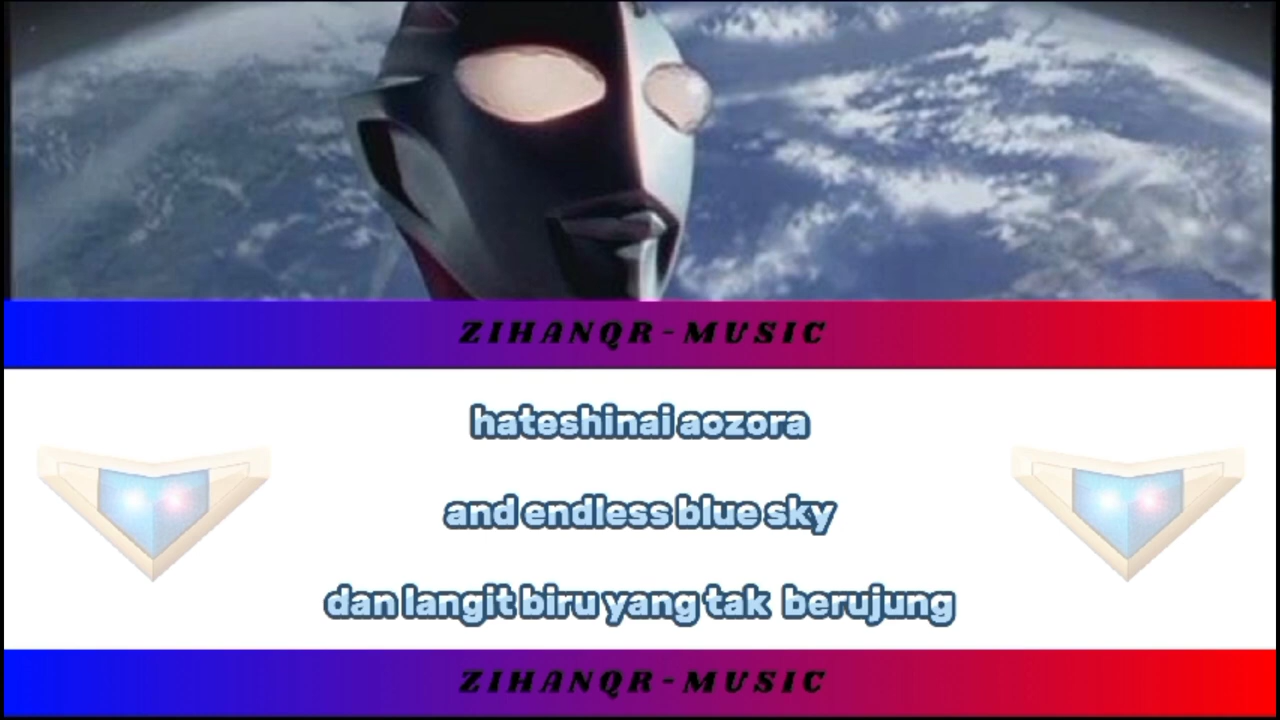 ZIHANQR-MUSIC
hateshinai aozora
and endless blue sky
dan langit biru yang tak berujung
ZIHANQR-MUSIC